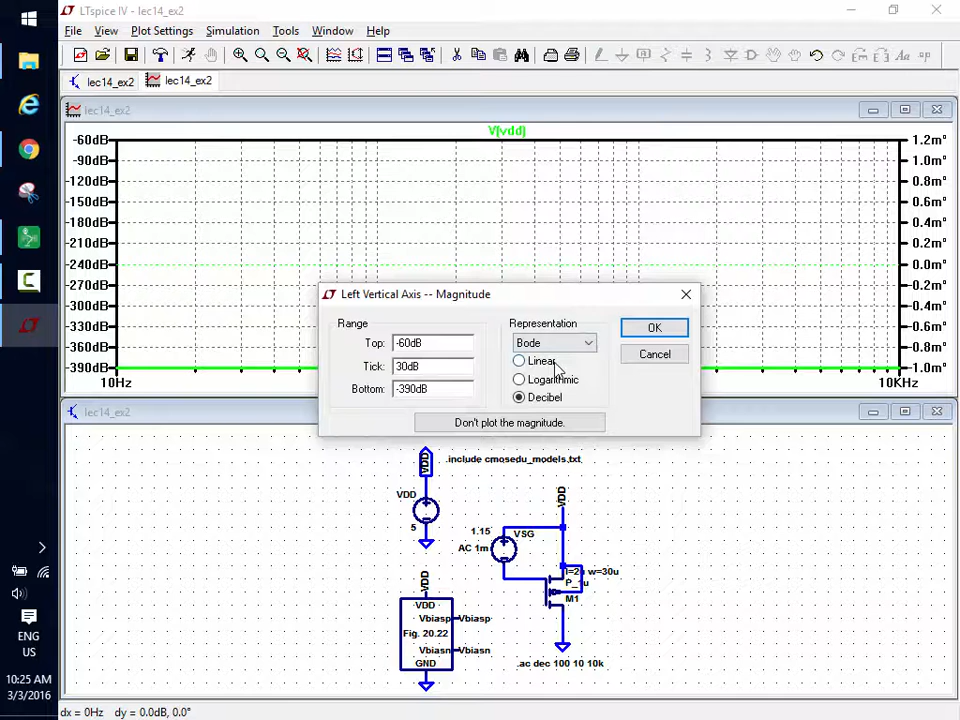 LTspice IV - lec14_ex2
File View Plot Settings Simulation Tools Window Help
lec14_ex2 lec14_ex2
lec14_ex2
V(vdd)
-60dB 1.2m°
-90dB 1.0m°
-120dB 0.8m°
-150dB 0.6m°
-180dB 0.4m°
-210dB 0.2m°
-240dB 0.0m°
-270dB -0.2m°
-300dB -0.4m°
-330dB -0.6m°
-360dB -0.8m°
-390dB -1.0m°
10Hz 10KHz
Left Vertical Axis -- Magnitude
Range
Top: -60dB
Tick: 30dB
Bottom: -390dB
Representation
Bode
Linear
Logarithmic
Decibel
OK
Cancel
Don't plot the magnitude.
lec14_ex2
VDD
.include cmosedu_models.txt
VDD
5
VDD
1.15
VSG
AC 1m
l=2u w=30u
P_1u
M1
VDD
VDD
Vbiasp Vbiasp
Fig. 20.22
Vbiasn Vbiasn
GND
.ac dec 100 10 10k
ENG
US
10:25 AM
3/3/2016
dx = 0Hz dy = 0.0dB, 0.0°